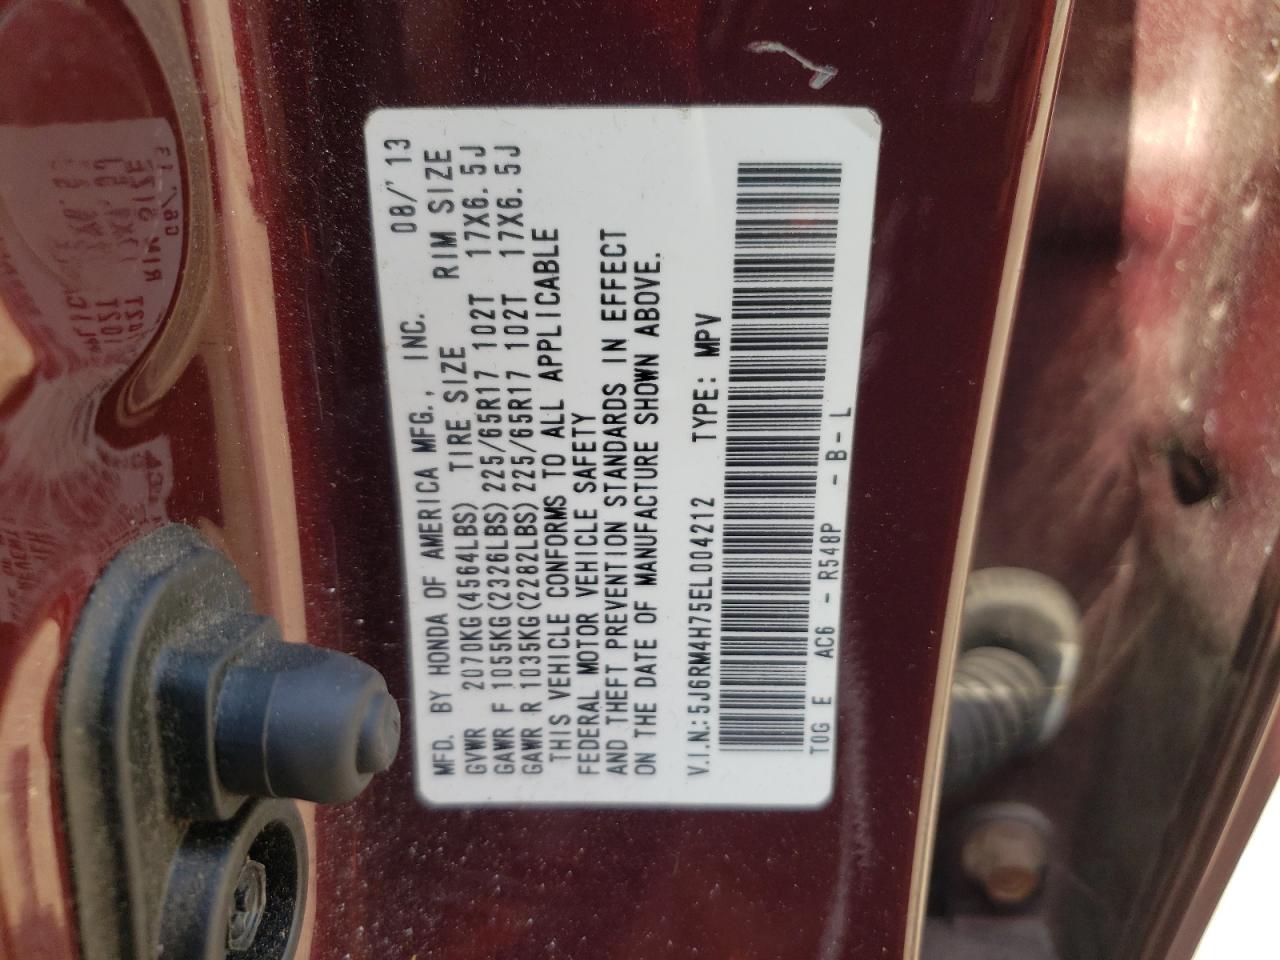 MFD. BY HONDA OF AMERICA MFG., INC. 08/'13
GVWR 2070KG(4564LBS) TIRE SIZE RIM SIZE
GAWR F 1055KG(2326LBS) 225/65R17 102T 17X6.5J
GAWR R 1035KG(2282LBS) 225/65R17 102T 17X6.5J
THIS VEHICLE CONFORMS TO ALL APPLICABLE
FEDERAL MOTOR VEHICLE SAFETY
AND THEFT PREVENTION STANDARDS IN EFFECT
ON THE DATE OF MANUFACTURE SHOWN ABOVE.
V.I.N.: 5J6RM4H75EL004212 TYPE: MPV
T0G E AC6 - R548P - B - L